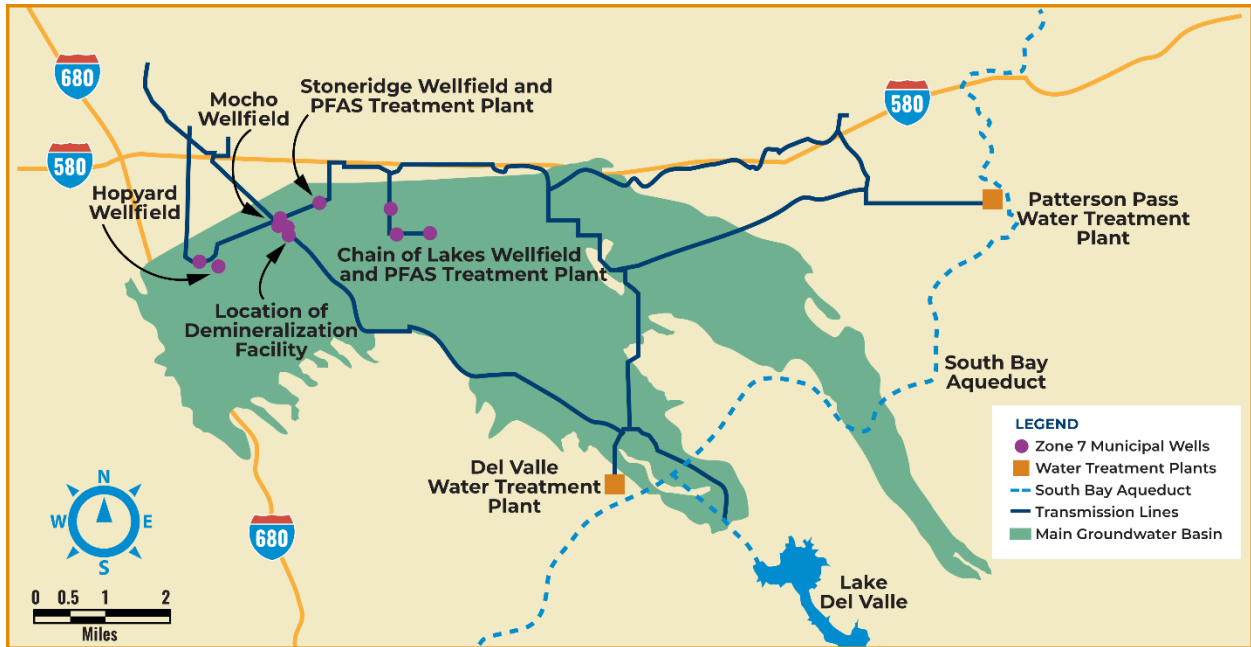 680
580
Mocho
Wellfield
Stoneridge Wellfield and
PFAS Treatment Plant
580
Hopyard
Wellfield
Patterson Pass
Water Treatment
Plant
Chain of Lakes Wellfield
and PFAS Treatment Plant
Location of
Demineralization
Facility
South Bay
Aqueduct
Del Valle
Water Treatment
Plant
680
Lake
Del Valle
N
W
E
S
0 0.5 1 2
Miles
LEGEND
Zone 7 Municipal Wells
Water Treatment Plants
South Bay Aqueduct
Transmission Lines
Main Groundwater Basin